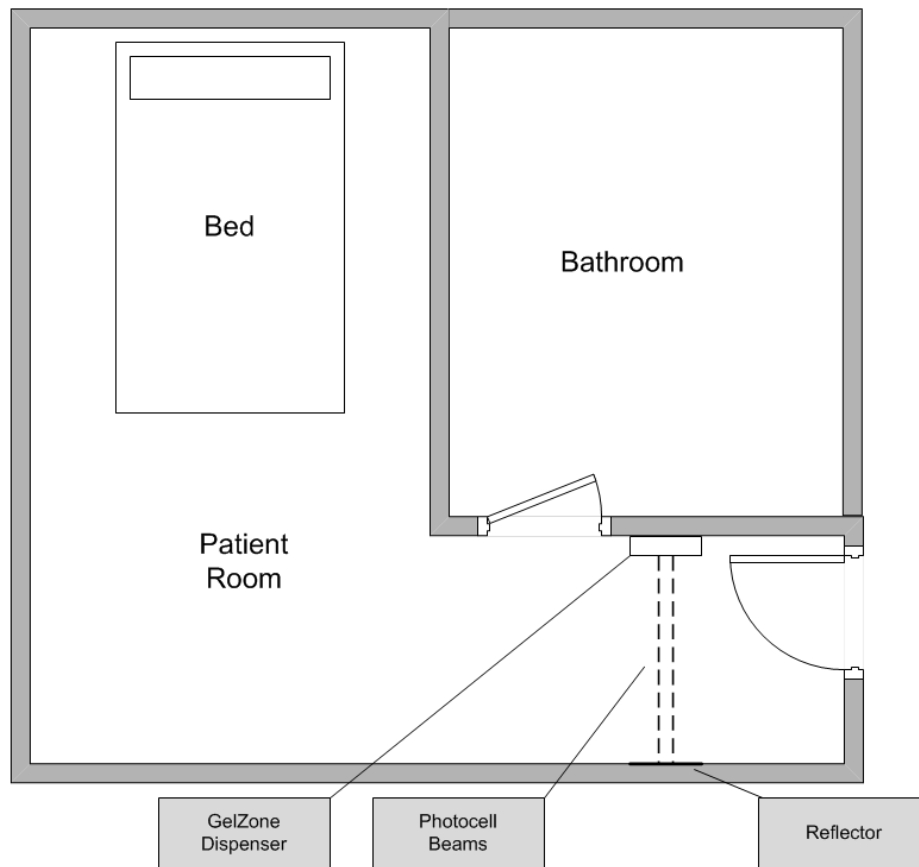 Bed
Bathroom
Patient
Room
GelZone
Dispenser
Photocell
Beams
Reflector